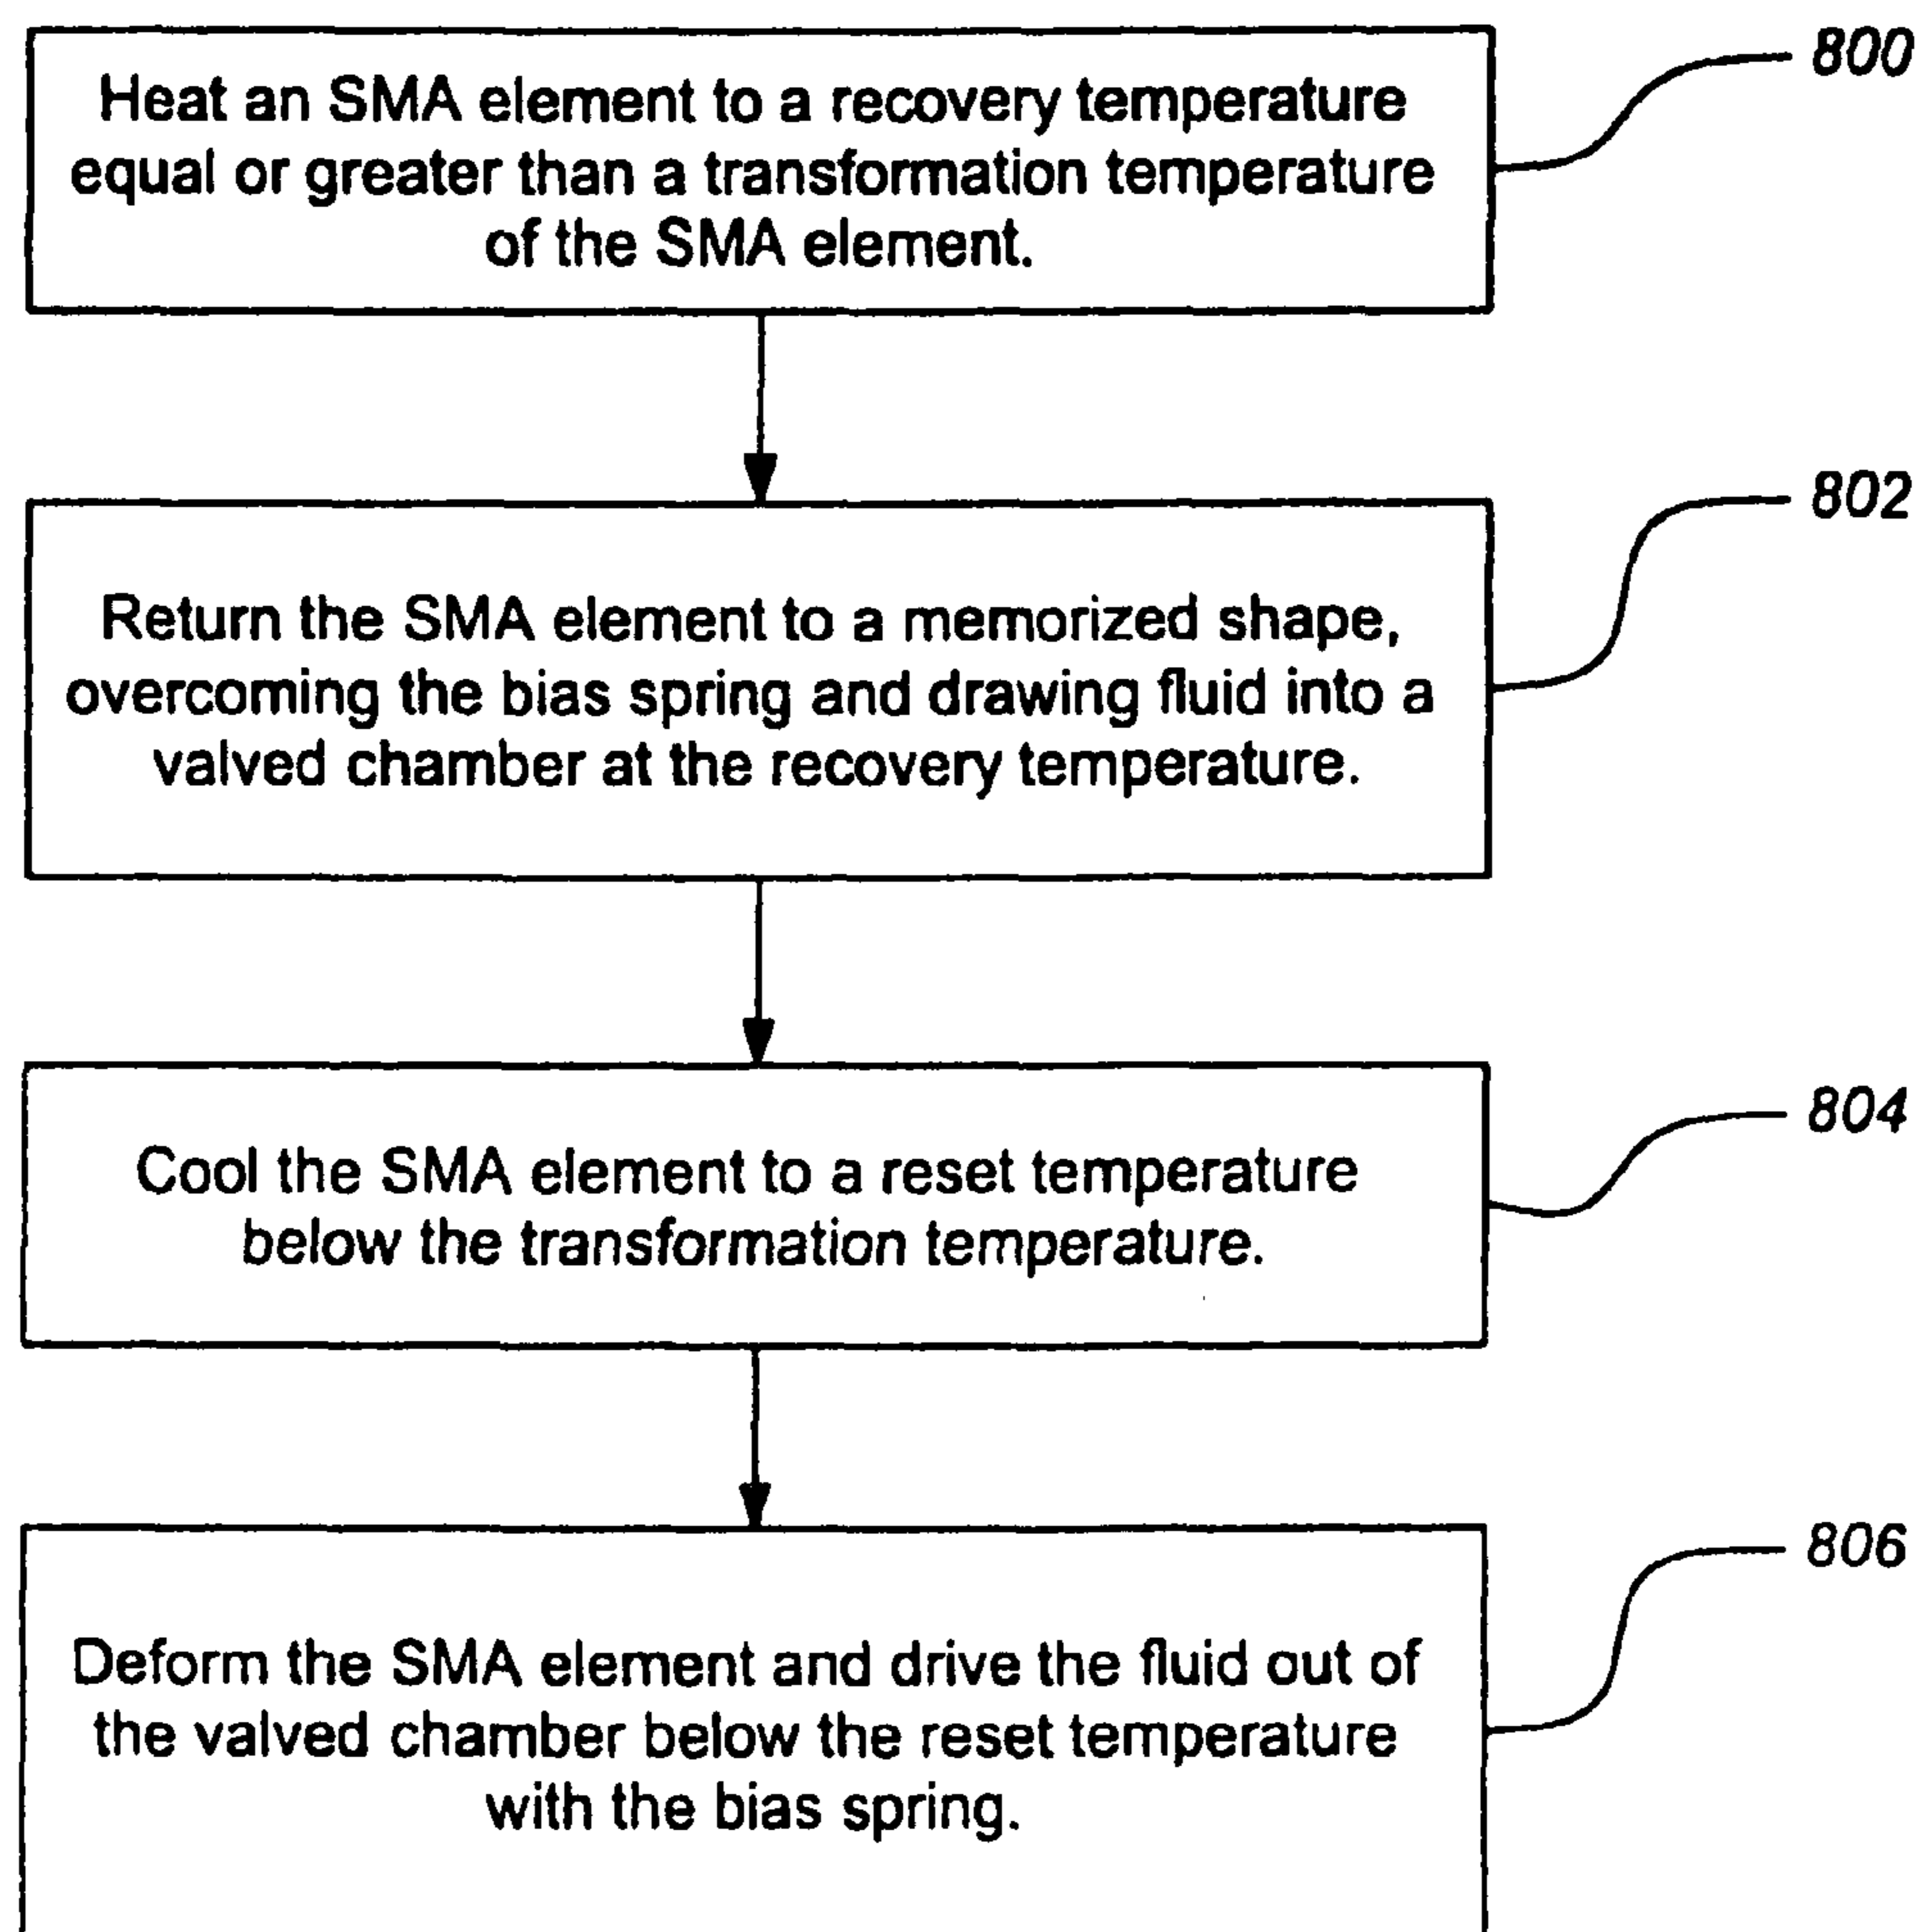 800
Heat an SMA element to a recovery temperature
equal or greater than a transformation temperature
of the SMA element.
802
Return the SMA element to a memorized shape,
overcoming the bias spring and drawing fluid into a
valved chamber at the recovery temperature.
804
Cool the SMA element to a reset temperature
below the transformation temperature.
806
Deform the SMA element and drive the fluid out of
the valved chamber below the reset temperature
with the bias spring.